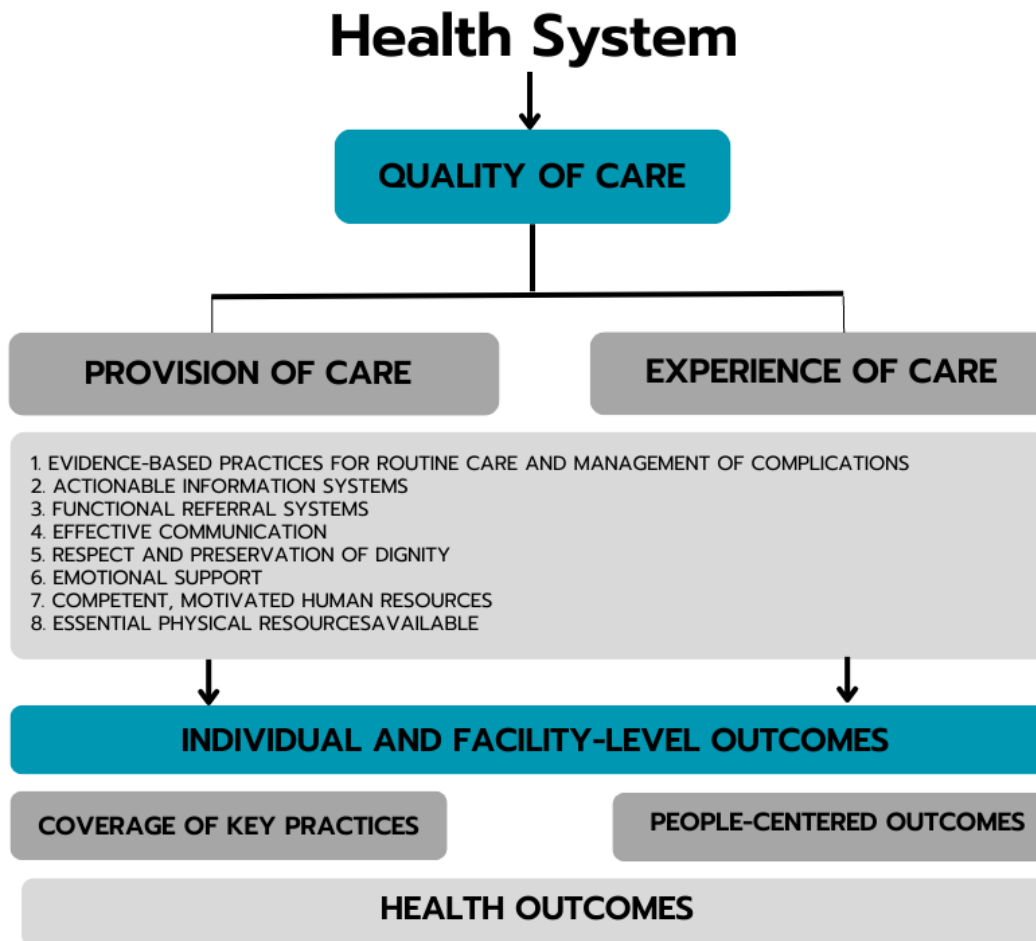 Health System
QUALITY OF CARE
PROVISION OF CARE
EXPERIENCE OF CARE
1. EVIDENCE-BASED PRACTICES FOR ROUTINE CARE AND MANAGEMENT OF COMPLICATIONS
2. ACTIONABLE INFORMATION SYSTEMS
3. FUNCTIONAL REFERRAL SYSTEMS
4. EFFECTIVE COMMUNICATION
5. RESPECT AND PRESERVATION OF DIGNITY
6. EMOTIONAL SUPPORT
7. COMPETENT, MOTIVATED HUMAN RESOURCES
8. ESSENTIAL PHYSICAL RESOURCESAVAILABLE
INDIVIDUAL AND FACILITY-LEVEL OUTCOMES
COVERAGE OF KEY PRACTICES
PEOPLE-CENTERED OUTCOMES
HEALTH OUTCOMES